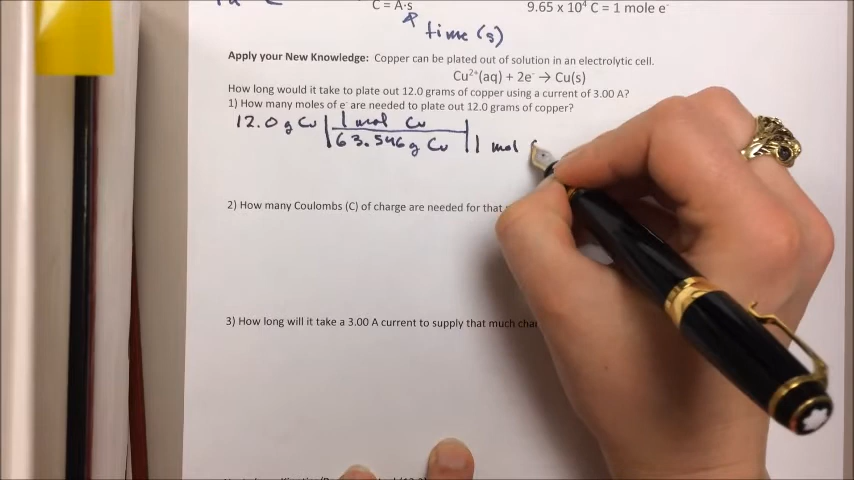 C = A·s
9.65 x 10⁴ C = 1 mole e⁻
time (s)
Apply your New Knowledge: Copper can be plated out of solution in an electrolytic cell.
Cu²⁺(aq) + 2e⁻ → Cu(s)
How long would it take to plate out 12.0 grams of copper using a current of 3.00 A?
1) How many moles of e⁻ are needed to plate out 12.0 grams of copper?
12.0 g Cu | 1 mol Cu
63.546 g Cu | 1 mol
2) How many Coulombs (C) of charge are needed for that
3) How long will it take a 3.00 A current to supply that much